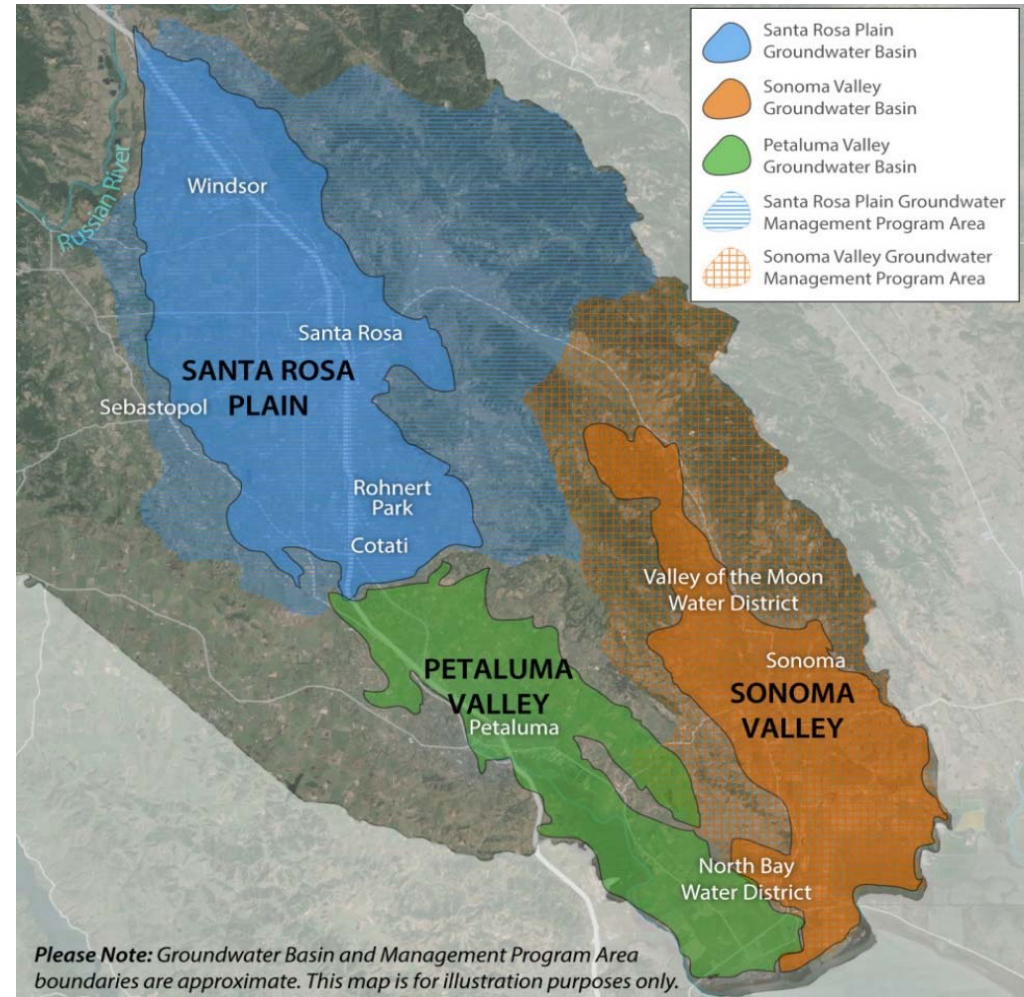 Santa Rosa Plain
Groundwater Basin
Sonoma Valley
Groundwater Basin
Petaluma Valley
Groundwater Basin
Santa Rosa Plain Groundwater
Management Program Area
Sonoma Valley Groundwater
Management Program Area
Russian River
Windsor
Santa Rosa
SANTA ROSA
PLAIN
Sebastopol
Rohnert
Park
Cotati
Valley of the Moon
Water District
Sonoma
SONOMA
VALLEY
PETALUMA
VALLEY
Petaluma
North Bay
Water District
Please Note: Groundwater Basin and Management Program Area
boundaries are approximate. This map is for illustration purposes only.